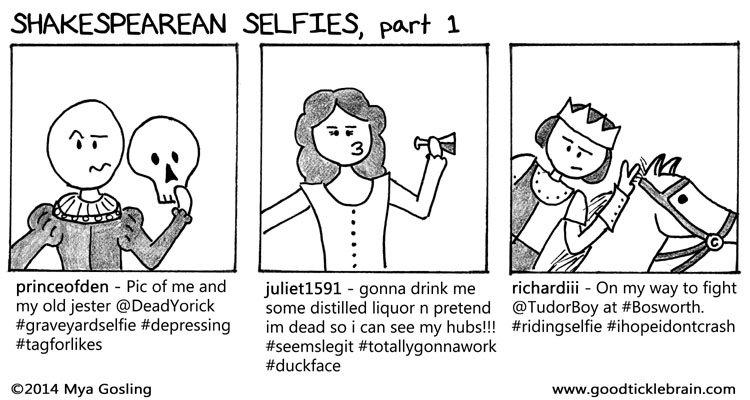 SHAKESPEAREAN SELFIES, part 1
princeofden - Pic of me and
my old jester @DeadYorick
#graveyardselfie #depressing
#tagforlikes
juliet1591 - gonna drink me
some distilled liquor n pretend
im dead so i can see my hubs!!!
#seemslegit #totallygonnawork
#duckface
richardiii - On my way to fight
@TudorBoy at #Bosworth.
#ridingselfie #ihopeidontcrash
©2014 Mya Gosling
www.goodticklebrain.com